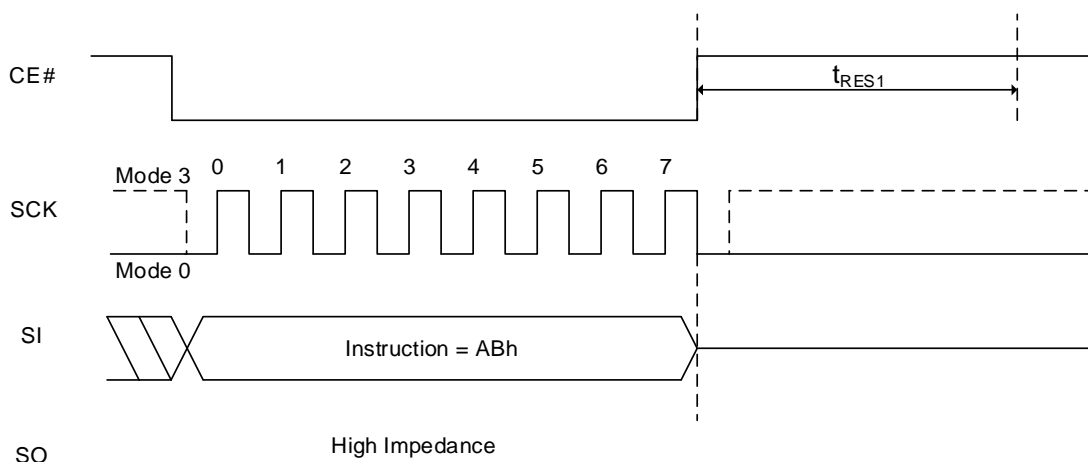 CE#
tRES1
Mode 3
0 1 2 3 4 5 6 7
SCK
Mode 0
SI
Instruction = ABh
High Impedance
SO